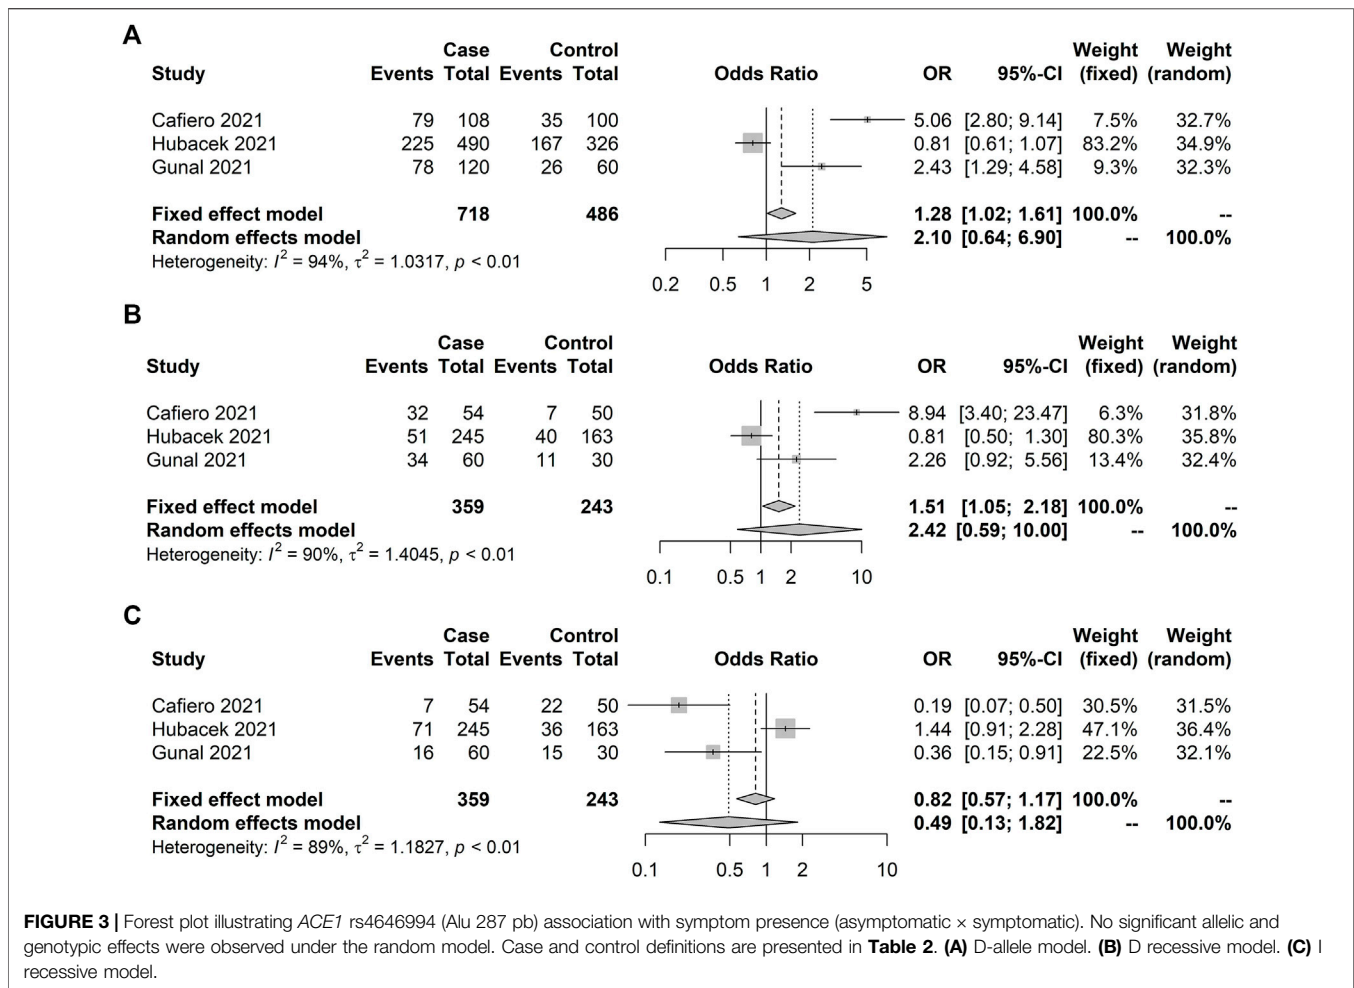 A
Case Control Weight Weight
Study Events Total Events Total Odds Ratio OR 95%-CI (fixed) (random)
Cafiero 2021 79 108 35 100 5.06 [2.80; 9.14] 7.5% 32.7%
Hubacek 2021 225 490 167 326 0.81 [0.61; 1.07] 83.2% 34.9%
Gunal 2021 78 120 26 60 2.43 [1.29; 4.58] 9.3% 32.3%
Fixed effect model 718 486 1.28 [1.02; 1.61] 100.0% --
Random effects model 2.10 [0.64; 6.90] -- 100.0%
Heterogeneity: I² = 94%, τ² = 1.0317, p < 0.01
0.2 0.5 1 2 5
B
Case Control Weight Weight
Study Events Total Events Total Odds Ratio OR 95%-CI (fixed) (random)
Cafiero 2021 32 54 7 50 8.94 [3.40; 23.47] 6.3% 31.8%
Hubacek 2021 51 245 40 163 0.81 [0.50; 1.30] 80.3% 35.8%
Gunal 2021 34 60 11 30 2.26 [0.92; 5.56] 13.4% 32.4%
Fixed effect model 359 243 1.51 [1.05; 2.18] 100.0% --
Random effects model 2.42 [0.59; 10.00] -- 100.0%
Heterogeneity: I² = 90%, τ² = 1.4045, p < 0.01
0.1 0.5 1 2 10
C
Case Control Weight Weight
Study Events Total Events Total Odds Ratio OR 95%-CI (fixed) (random)
Cafiero 2021 7 54 22 50 0.19 [0.07; 0.50] 30.5% 31.5%
Hubacek 2021 71 245 36 163 1.44 [0.91; 2.28] 47.1% 36.4%
Gunal 2021 16 60 15 30 0.36 [0.15; 0.91] 22.5% 32.1%
Fixed effect model 359 243 0.82 [0.57; 1.17] 100.0% --
Random effects model 0.49 [0.13; 1.82] -- 100.0%
Heterogeneity: I² = 89%, τ² = 1.1827, p < 0.01
0.1 0.5 1 2 10
FIGURE 3 | Forest plot illustrating ACE1 rs4646994 (Alu 287 pb) association with symptom presence (asymptomatic × symptomatic). No significant allelic and
genotypic effects were observed under the random model. Case and control definitions are presented in Table 2. (A) D-allele model. (B) D recessive model. (C) I
recessive model.